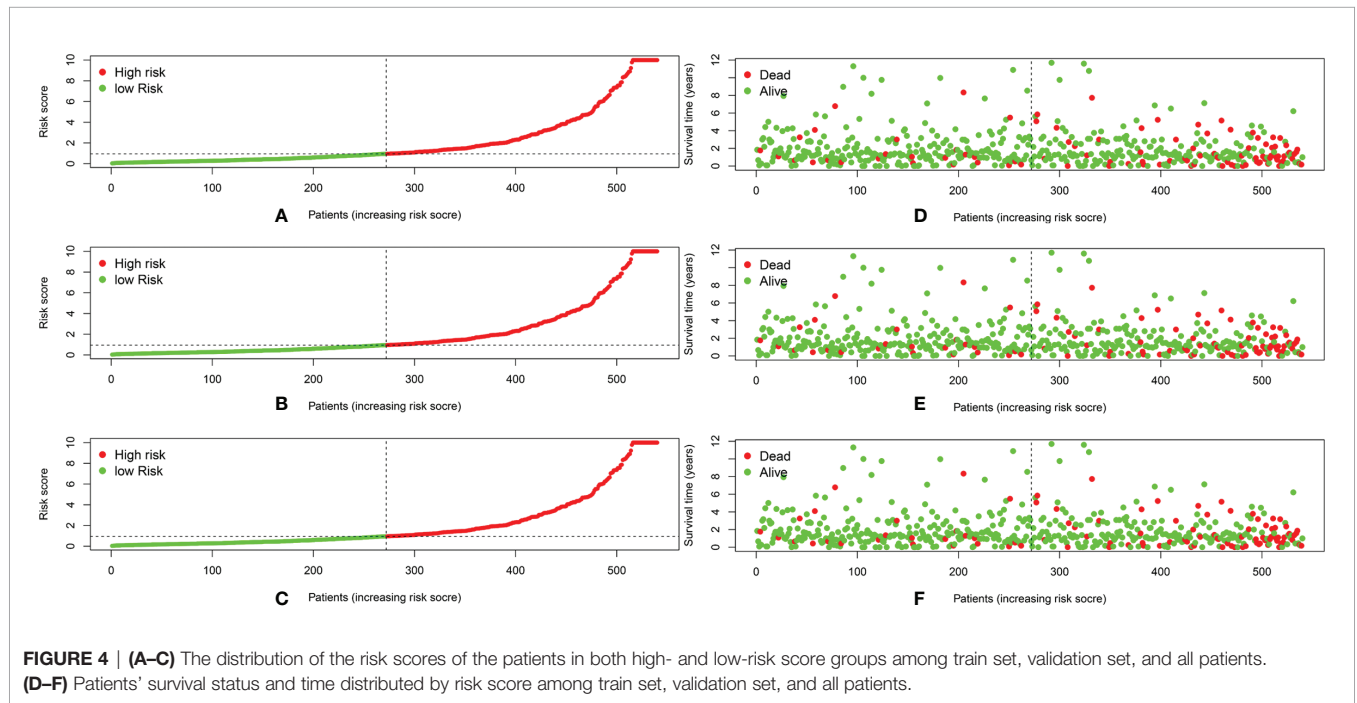 Risk score
10
8
6
4
2
0
High risk
low Risk
0 100 200 300 400 500
A
Patients (increasing risk socre)
Survival time (years)
12
10
8
6
4
2
0
Dead
Alive
0 100 200 300 400 500
D
Patients (increasing risk socre)
Risk score
10
8
6
4
2
0
High risk
low Risk
0 100 200 300 400 500
B
Patients (increasing risk socre)
Survival time (years)
12
10
8
6
4
2
0
Dead
Alive
0 100 200 300 400 500
E
Patients (increasing risk socre)
Risk score
10
8
6
4
2
0
High risk
low Risk
0 100 200 300 400 500
C
Patients (increasing risk socre)
Survival time (years)
12
10
8
6
4
2
0
Dead
Alive
0 100 200 300 400 500
F
Patients (increasing risk socre)
FIGURE 4 | (A–C) The distribution of the risk scores of the patients in both high- and low-risk score groups among train set, validation set, and all patients.
(D–F) Patients' survival status and time distributed by risk score among train set, validation set, and all patients.